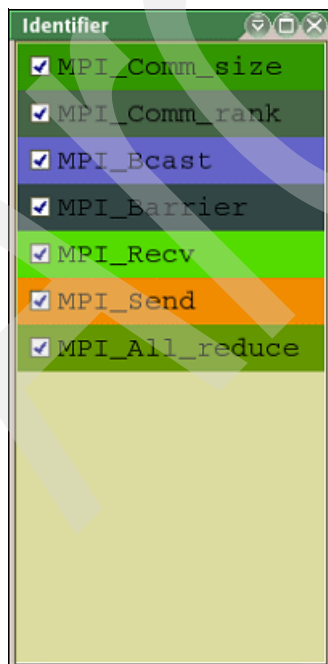 Identifier
MPI_Comm_size
MPI_Comm_rank
MPI_Bcast
MPI_Barrier
MPI_Recv
MPI_Send
MPI_All_reduce